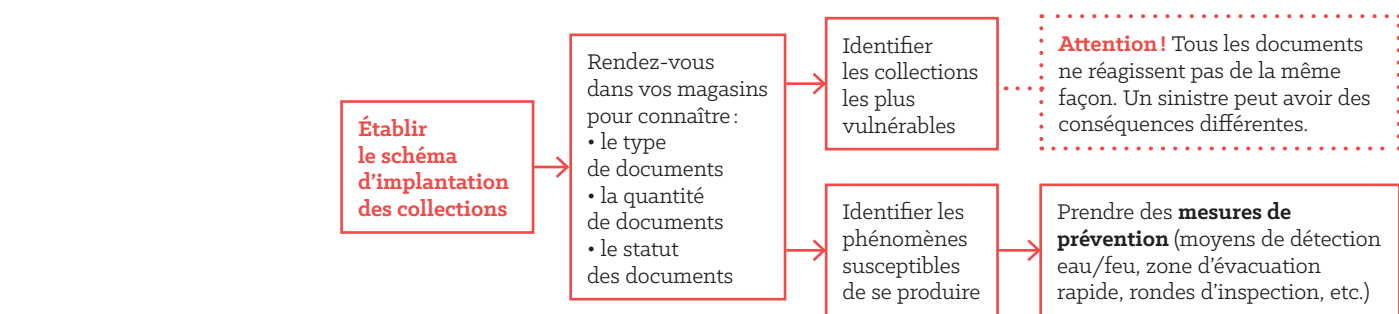 Établir
le schéma
d'implantation
des collections
Rendez-vous
dans vos magasins
pour connaître :
• le type
de documents
• la quantité
de documents
• le statut
des documents
Identifier
les collections
les plus
vulnérables
Attention ! Tous les documents
ne réagissent pas de la même
façon. Un sinistre peut avoir des
conséquences différentes.
Identifier les
phénomènes
susceptibles
de se produire
Prendre des mesures de
prévention (moyens de détection
eau/feu, zone d'évacuation
rapide, rondes d'inspection, etc.)